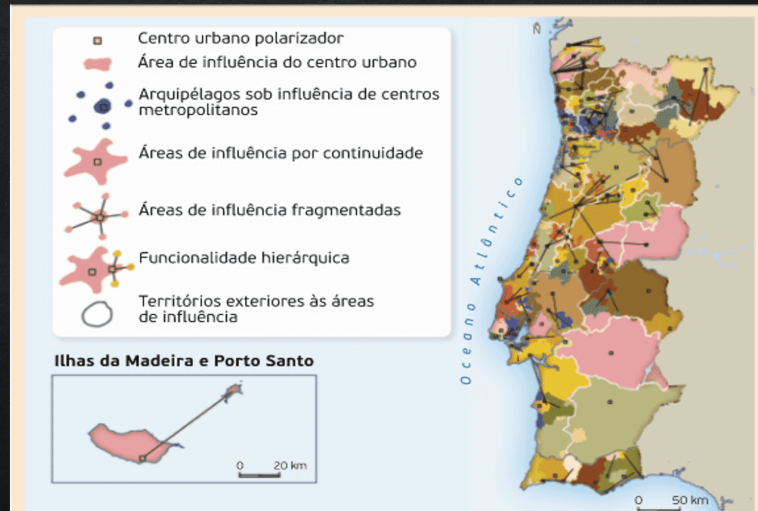 Centro urbano polarizador
Área de influência do centro urbano
Arquipélagos sob influência de centros
metropolitanos
Áreas de influência por continuidade
Áreas de influência fragmentadas
Funcionalidade hierárquica
Territórios exteriores às áreas
de influência
Ilhas da Madeira e Porto Santo
0 20 km
N
Oceano Atlântico
0 50 km